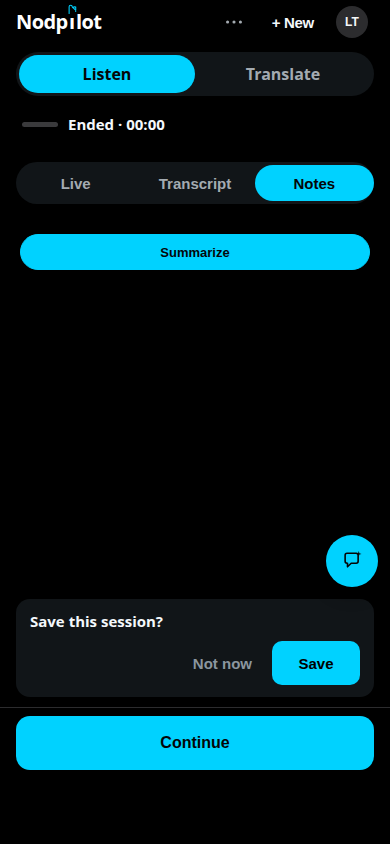 Nodpilot
+ New
LT
Listen
Translate
Ended · 00:00
Live
Transcript
Notes
Summarize
Save this session?
Not now
Save
Continue